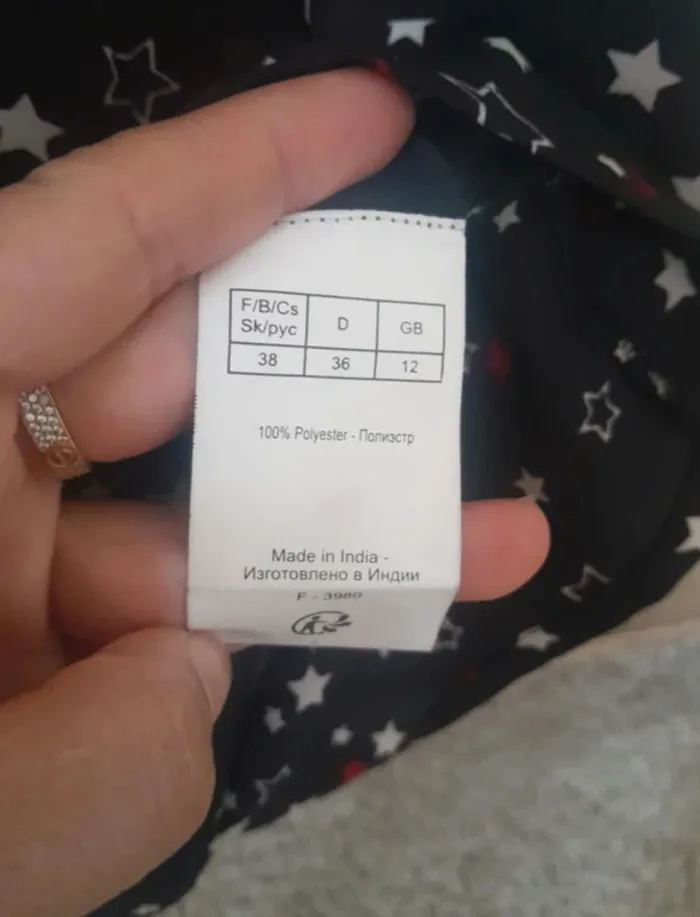 F/B/Cs D GB
Sk/рус
38 36 12
100% Polyester - Полиэстр
Made in India -
Изготовлено в Индии
F - 3980